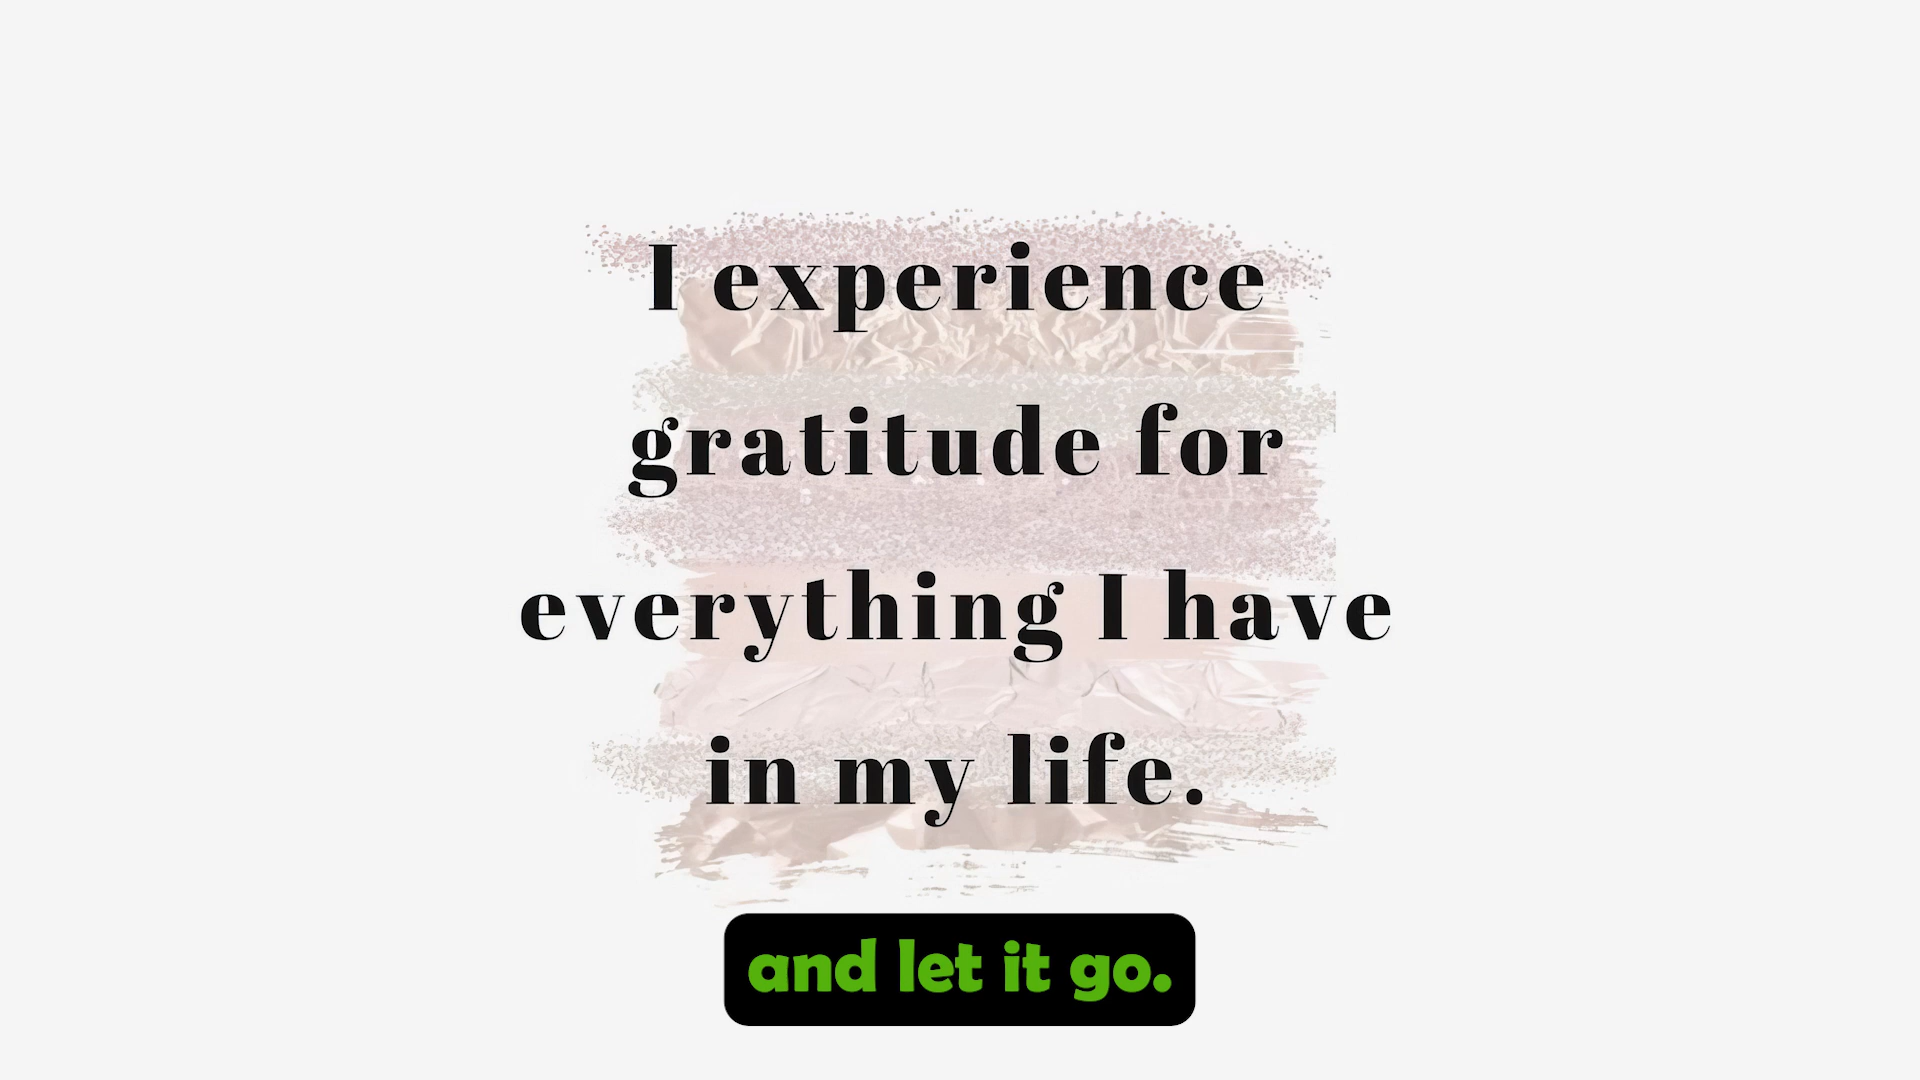 I experience
gratitude for
everything I have
in my life.
and let it go.